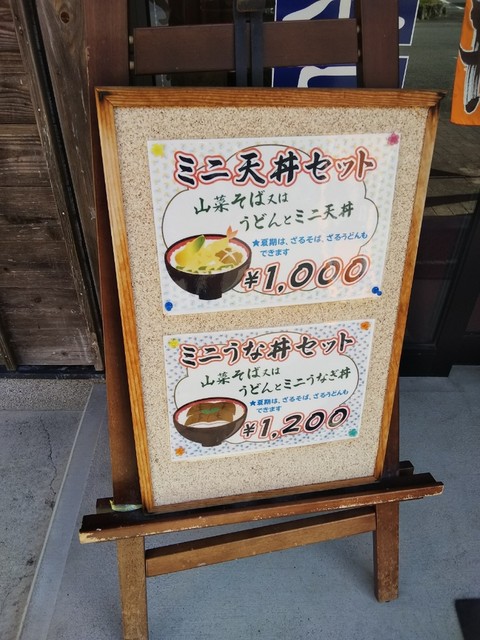 ミニ天丼セット
山菜そば又は
うどんとミニ天丼
★夏期は、ざるそば、ざるうどんも
できます
¥1,000
ミニうな丼セット
山菜そば又は
うどんとミニうなぎ丼
★夏期は、ざるそば、ざるうどんも
できます
¥1,200